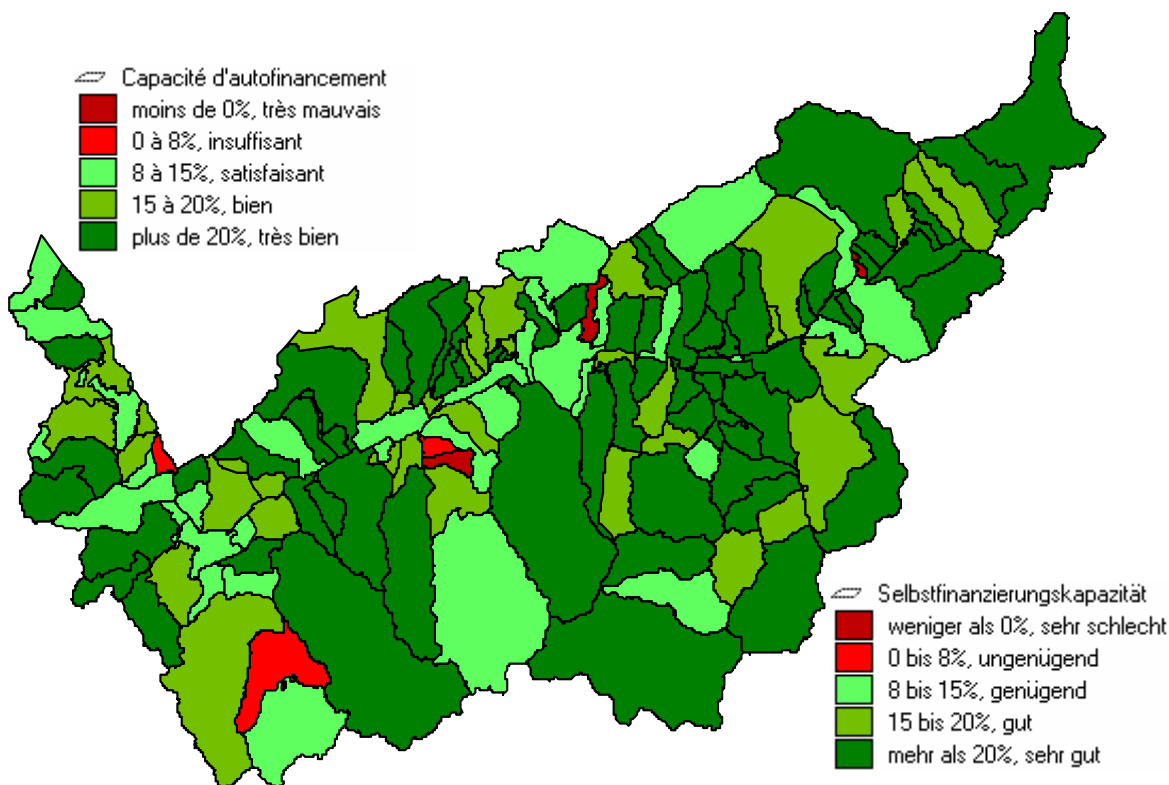 Capacité d'autofinancement
moins de 0%, très mauvais
0 à 8%, insuffisant
8 à 15%, satisfaisant
15 à 20%, bien
plus de 20%, très bien
Selbstfinanzierungskapazität
weniger als 0%, sehr schlecht
0 bis 8%, ungenügend
8 bis 15%, genügend
15 bis 20%, gut
mehr als 20%, sehr gut